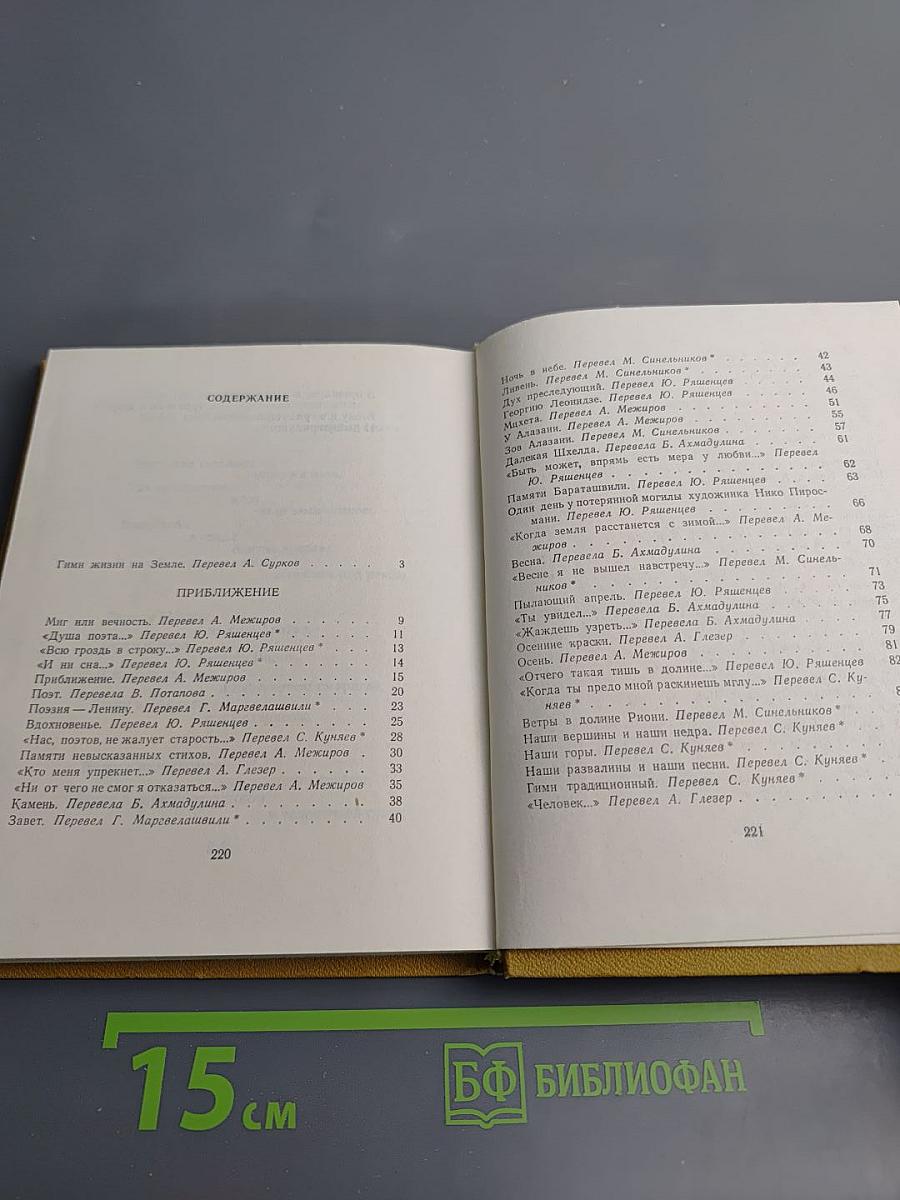 СОДЕРЖАНИЕ
Гимн жизни на Земле. Перевел А. Сурков . . . . . . 3
ПРИБЛИЖЕНИЕ
Миг или вечность. Перевел А. Межиров . . . . . . 9
«Душа поэта...» Перевел Ю. Ряшенцев * . . . . . . 11
«Всю гроздь в строку...» Перевел Ю. Ряшенцев * . . . . 13
«И ни сна...» Перевел Ю. Ряшенцев * . . . . . . . 14
Приближение. Перевел А. Межиров . . . . . . . 15
Поэт. Перевела В. Потапова . . . . . . . . . . 20
Поэзия — Ленину. Перевел Г. Маргвелашвили * . . . . 23
Вдохновенье. Перевел Ю. Ряшенцев . . . . . . . 25
«Нас, поэтов, не жалует старость...» Перевел С. Куняев * 28
Памяти невысказанных стихов. Перевел А. Межиров . 30
«Кто меня упрекнет...» Перевел А. Глезер . . . . . . 33
«Ни от чего не смог я отказаться...» Перевел А. Межиров 35
Камень. Перевела Б. Ахмадулина . . . . . . . . . 38
Завет. Перевел Г. Маргвелашвили * . . . . . . . . 40
220
Ночь в небе. Перевел М. Синельников * . . . . . . 42
Ливень. Перевел М. Синельников * . . . . . . . 43
Дух преследующий. Перевел Ю. Ряшенцев . . . . . 44
Георгию Леонидзе. Перевел Ю. Ряшенцев . . . . . 46
Мцхета. Перевел А. Межиров . . . . . . . . 51
У Алазани. Перевел А. Межиров . . . . . . . 55
Зов Алазани. Перевел М. Синельников . . . . . . 57
Далекая Шхелда. Перевела Б. Ахмадулина . . . . . 61
«Быть может, впрямь есть мера у любви...» Перевел
Ю. Ряшенцев . . . . . . . . . . . . . 62
Памяти Бараташвили. Перевел Ю. Ряшенцев . . . . 63
Один день у потерянной могилы художника Нико Пирос-
мани. Перевел Ю. Ряшенцев . . . . . . . . 66
«Когда земля расстанется с зимой...» Перевел А. Ме-
жиров . . . . . . . . . . . . . . . 68
Весна. Перевела Б. Ахмадулина . . . . . . . . 70
«Весне я не вышел навстречу...» Перевел М. Синель-
ников * . . . . . . . . . . . . . . . 71
Пылающий апрель. Перевел Ю. Ряшенцев . . . . . 73
«Ты увидел...» Перевела Б. Ахмадулина . . . . . . 75
«Жаждешь узреть...» Перевела Б. Ахмадулина . . . . 77
Осенние краски. Перевел А. Глезер . . . . . . . 79
Осень. Перевел А. Межиров . . . . . . . . . 81
«Отчего такая тишь в долине...» Перевел Ю. Ряшенцев 82
«Когда ты предо мной раскинешь мглу...» Перевел С. Ку-
няев * . . . . . . . . . . . . . . . 8
Ветры в долине Риони. Перевел М. Синельников * . . .
Наши вершины и наши недра. Перевел С. Куняев * . .
Наши горы. Перевел С. Куняев * . . . . . . . .
Наши развалины и наши песни. Перевел С. Куняев * .
Гимн традиционный. Перевел С. Куняев * . . . . .
«Человек...» Перевел А. Глезер . . . . . . . . .
221
15 см
БФ БИБЛИОФАН